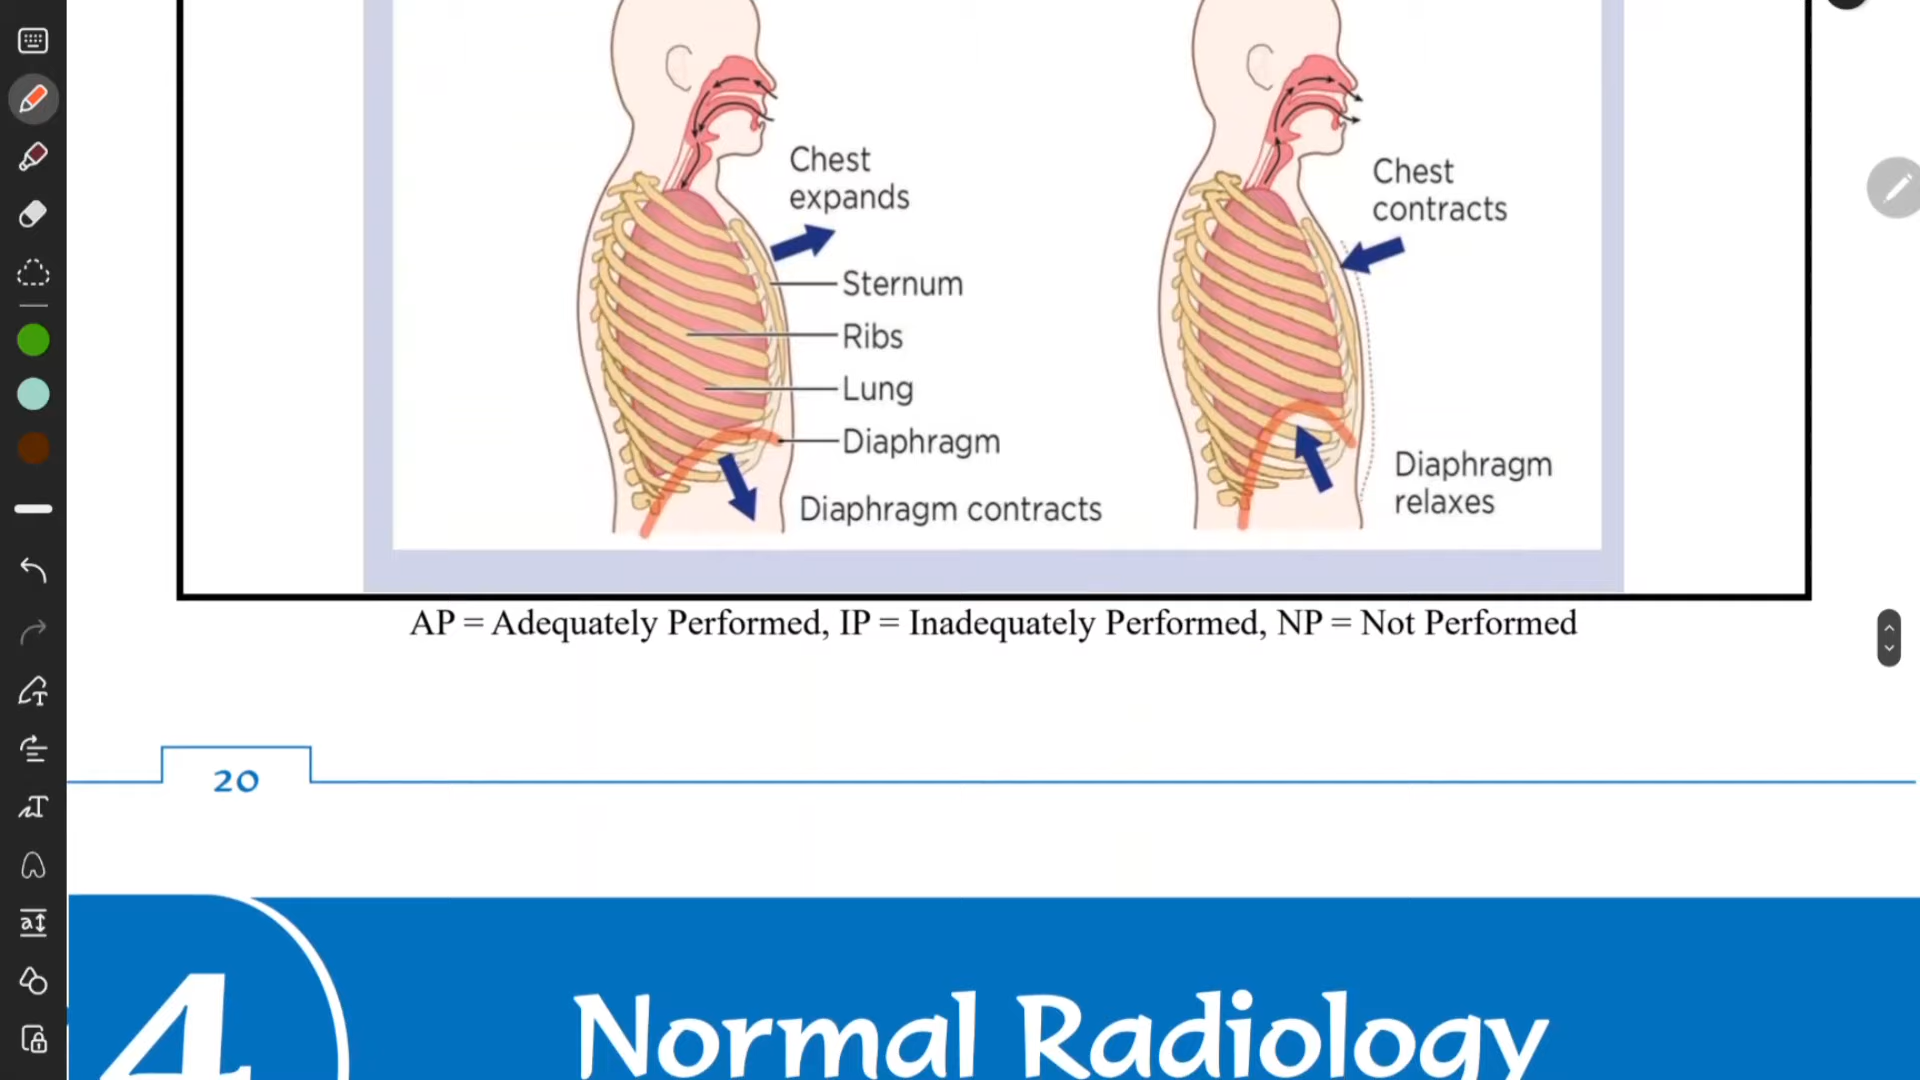 Chest
expands
Sternum
Ribs
Lung
Diaphragm
Diaphragm contracts
Chest
contracts
Diaphragm
relaxes
AP = Adequately Performed, IP = Inadequately Performed, NP = Not Performed
20
4
Normal Radiology